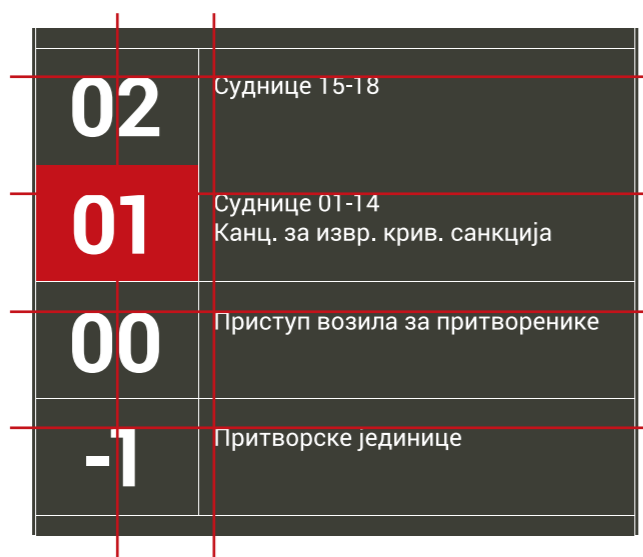 02
Суднице 15-18
01
Суднице 01-14
Канц. за извр. крив. санкција
00
Приступ возила за притворенике
-1
Притворске јединице